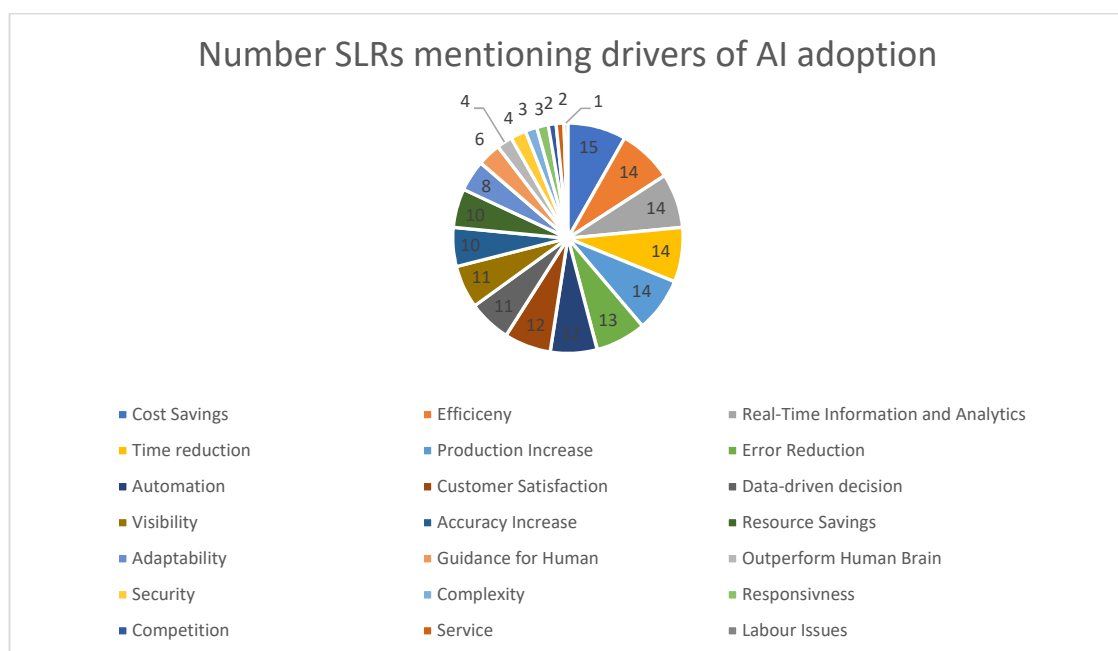 Number SLRs mentioning drivers of AI adoption
4 4 3 3 2 2 1
6
8
10
10
11
11
12
12
13
14
14
14
14
15
Cost Savings Efficiceny Real-Time Information and Analytics
Time reduction Production Increase Error Reduction
Automation Customer Satisfaction Data-driven decision
Visibility Accuracy Increase Resource Savings
Adaptability Guidance for Human Outperform Human Brain
Security Complexity Responsivness
Competition Service Labour Issues